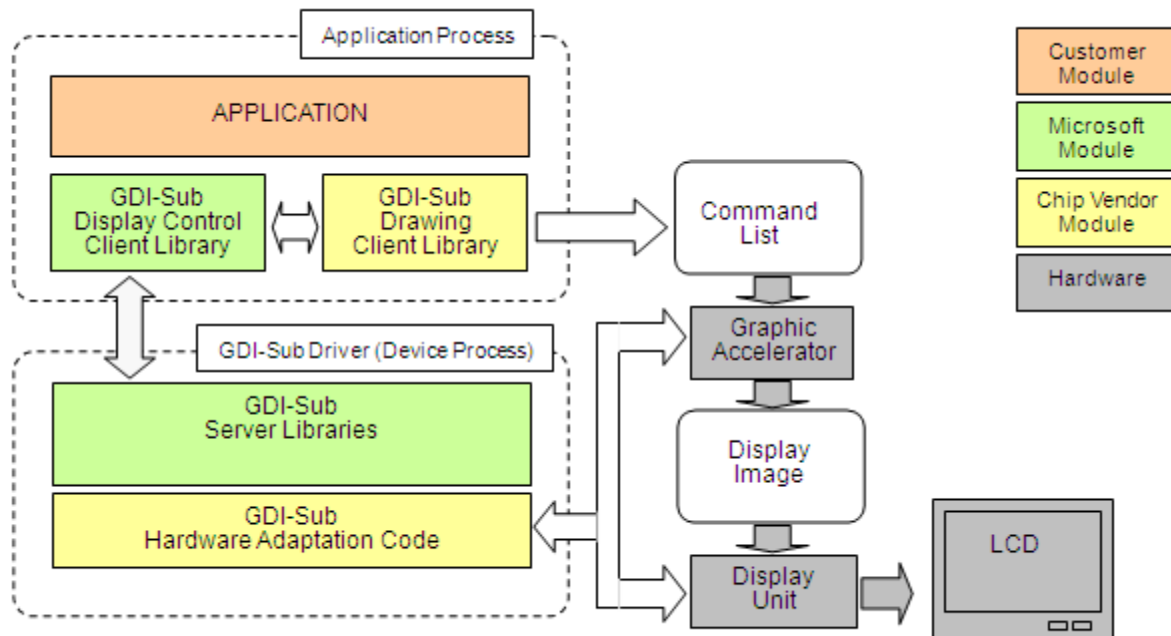 Application Process
APPLICATION
GDI-Sub
Display Control
Client Library
GDI-Sub
Drawing
Client Library
GDI-Sub Driver (Device Process)
GDI-Sub
Server Libraries
GDI-Sub
Hardware Adaptation Code
Command
List
Graphic
Accelerator
Display
Image
Display
Unit
LCD
Customer
Module
Microsoft
Module
Chip Vendor
Module
Hardware